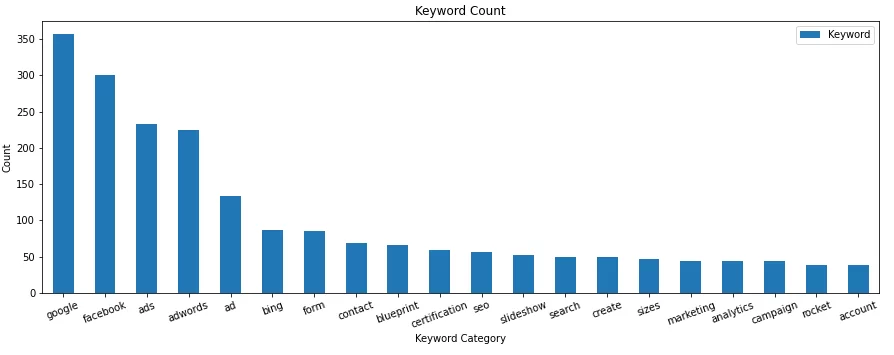 Keyword Count
Keyword
350
300
250
200
150
100
50
0
Count
google
facebook
ads
adwords
ad
bing
form
contact
blueprint
certification
seo
slideshow
search
create
sizes
marketing
analytics
campaign
rocket
account
Keyword Category